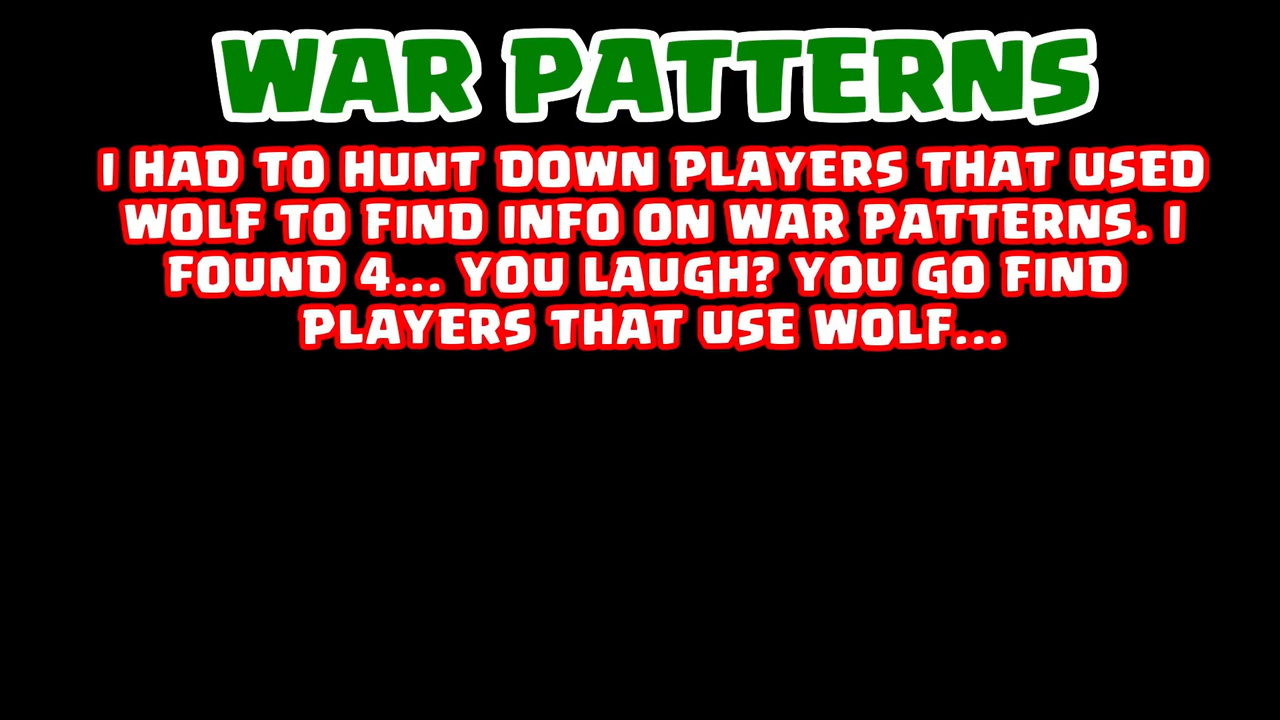 WAR PATTERNS
I HAD TO HUNT DOWN PLAYERS THAT USED
WOLF TO FIND INFO ON WAR PATTERNS. I
FOUND 4... YOU LAUGH? YOU GO FIND
PLAYERS THAT USE WOLF...